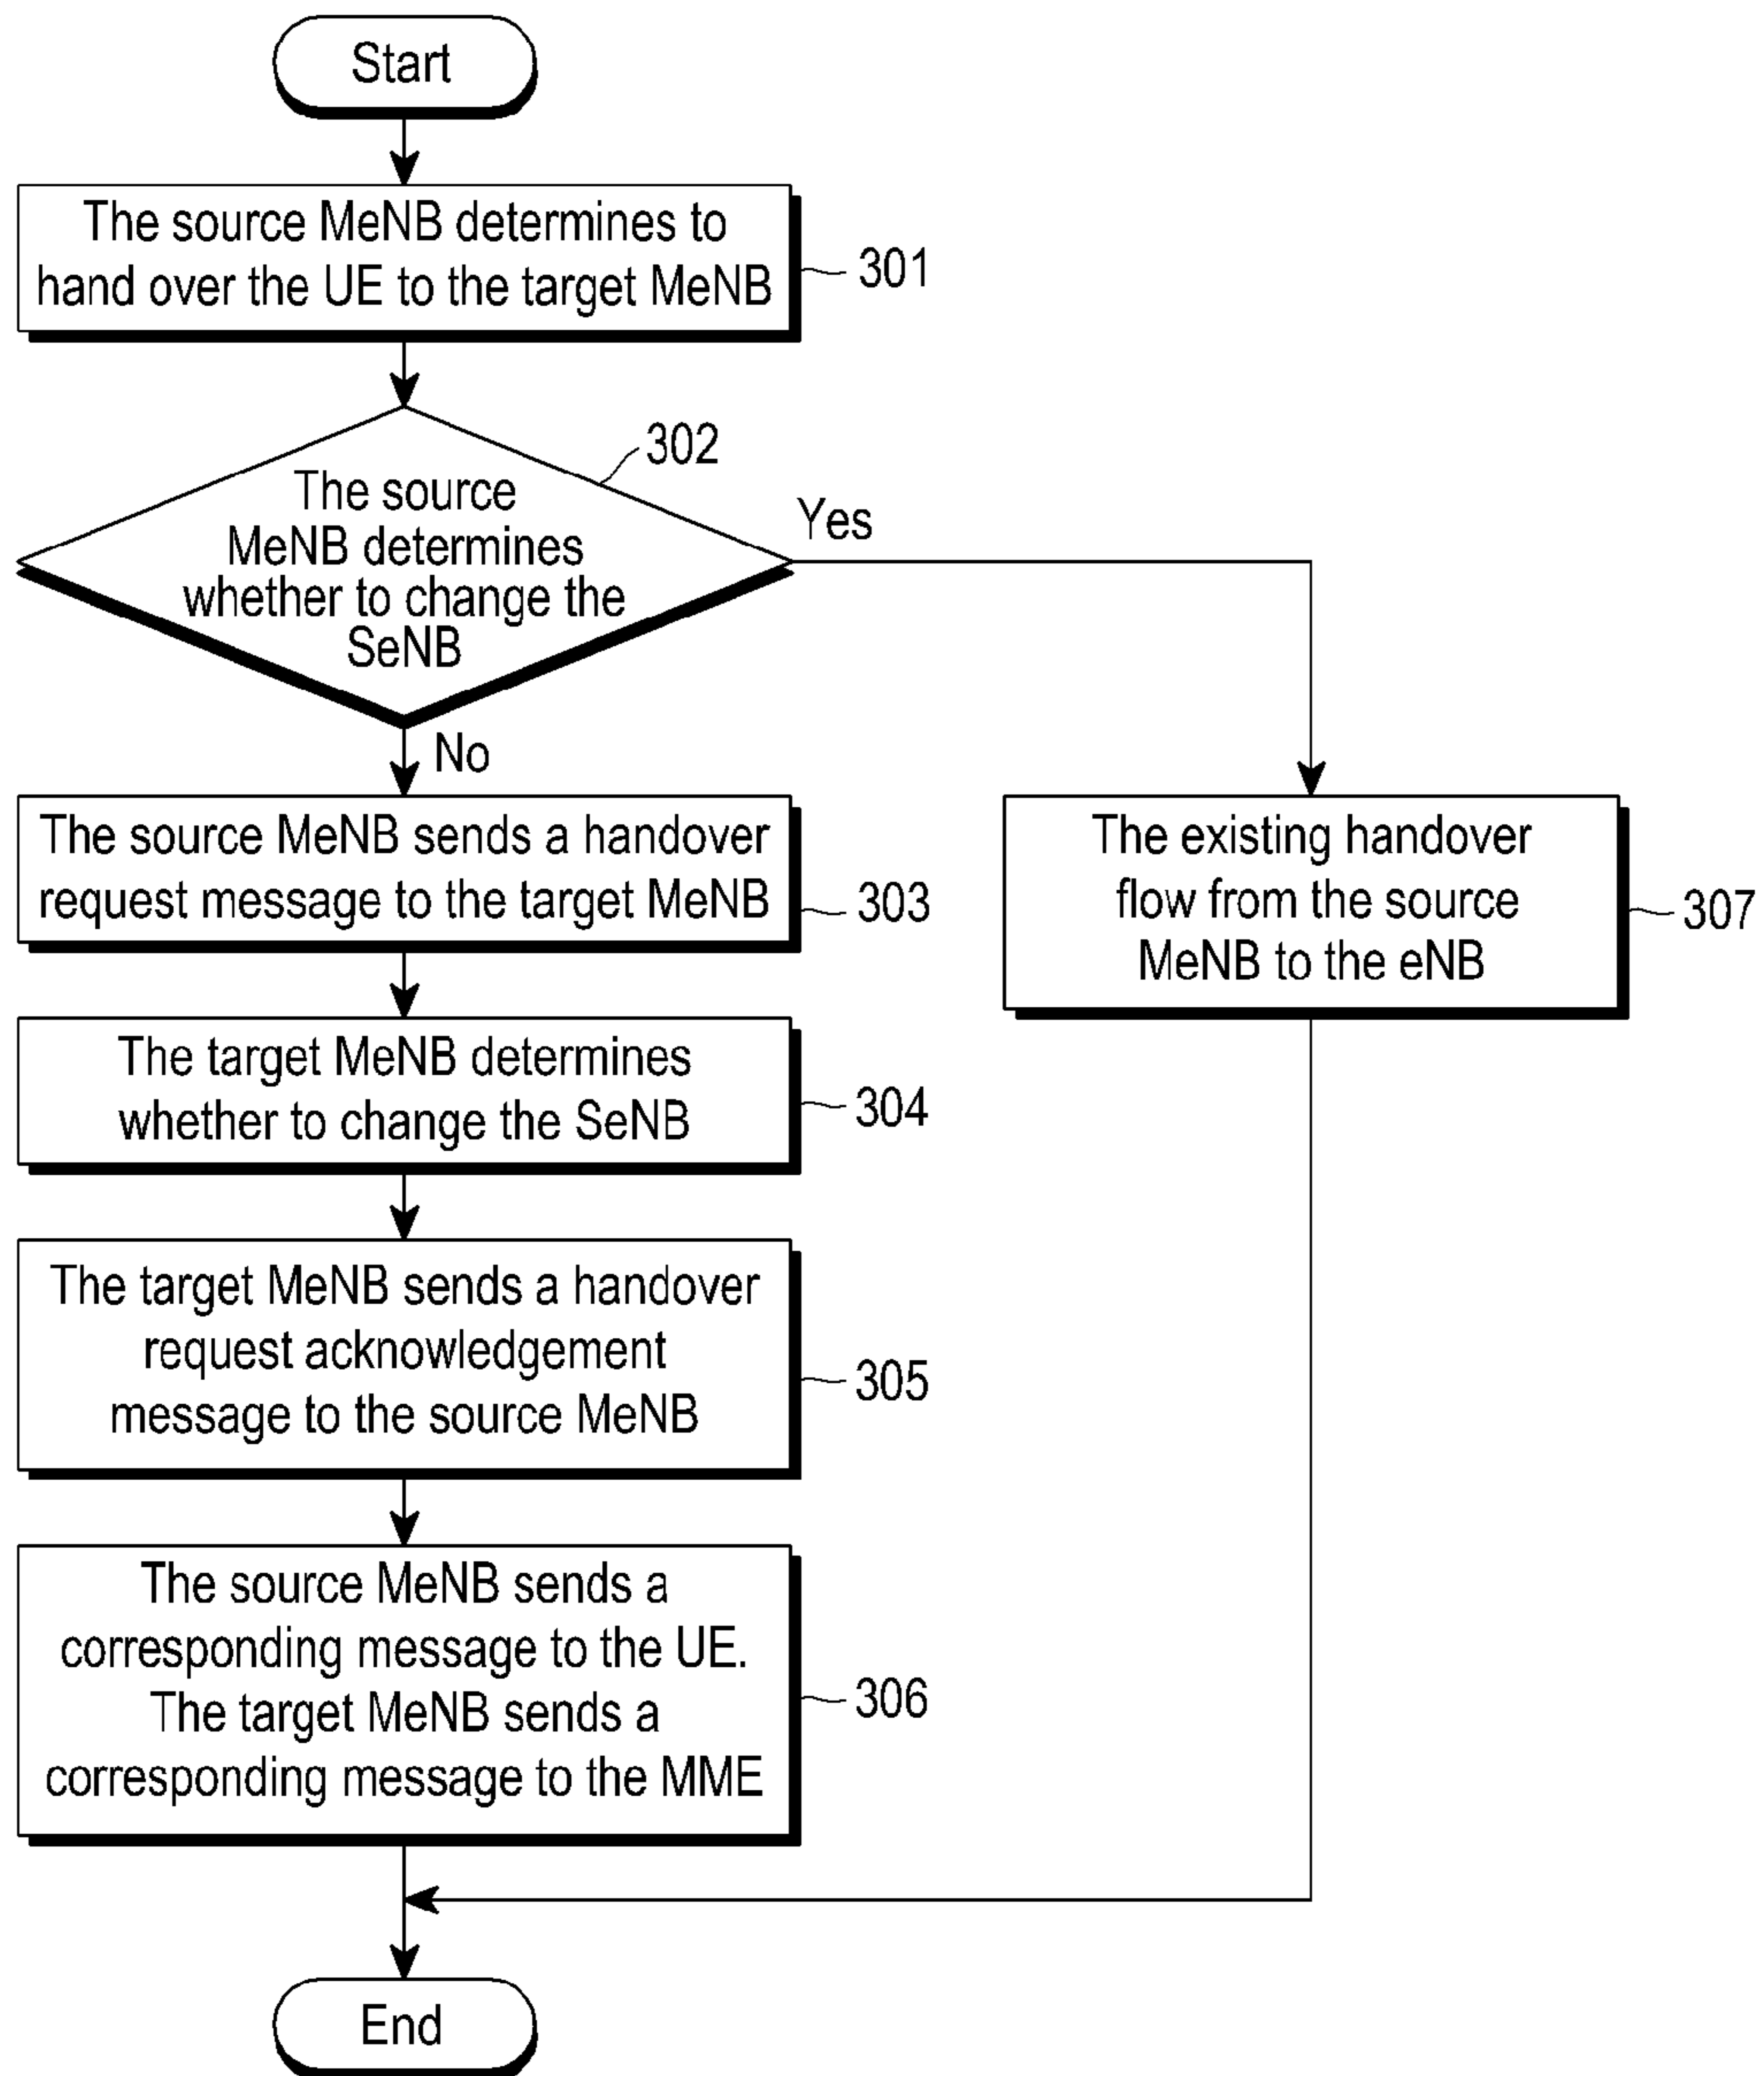 Start
The source MeNB determines to
hand over the UE to the target MeNB
301
302
The source
MeNB determines
whether to change the
SeNB
Yes
No
The source MeNB sends a handover
request message to the target MeNB
303
The existing handover
flow from the source
MeNB to the eNB
307
The target MeNB determines
whether to change the SeNB
304
The target MeNB sends a handover
request acknowledgement
message to the source MeNB
305
The source MeNB sends a
corresponding message to the UE.
The target MeNB sends a
corresponding message to the MME
306
End